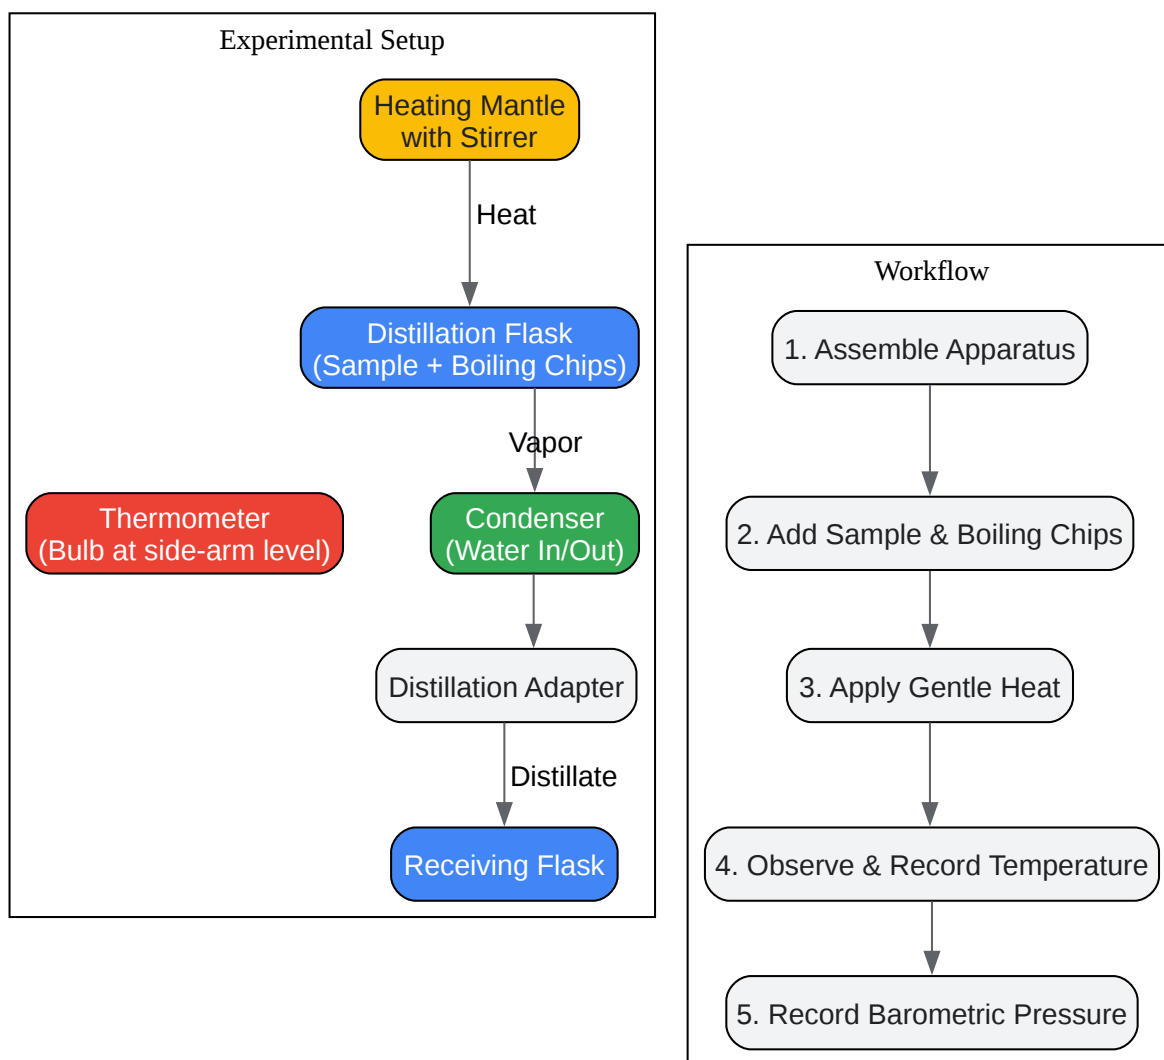 Experimental Setup
Heating Mantle
with Stirrer
Heat
Distillation Flask
(Sample + Boiling Chips)
Vapor
Thermometer
(Bulb at side-arm level)
Condenser
(Water In/Out)
Distillation Adapter
Distillate
Receiving Flask
Workflow
1. Assemble Apparatus
2. Add Sample & Boiling Chips
3. Apply Gentle Heat
4. Observe & Record Temperature
5. Record Barometric Pressure